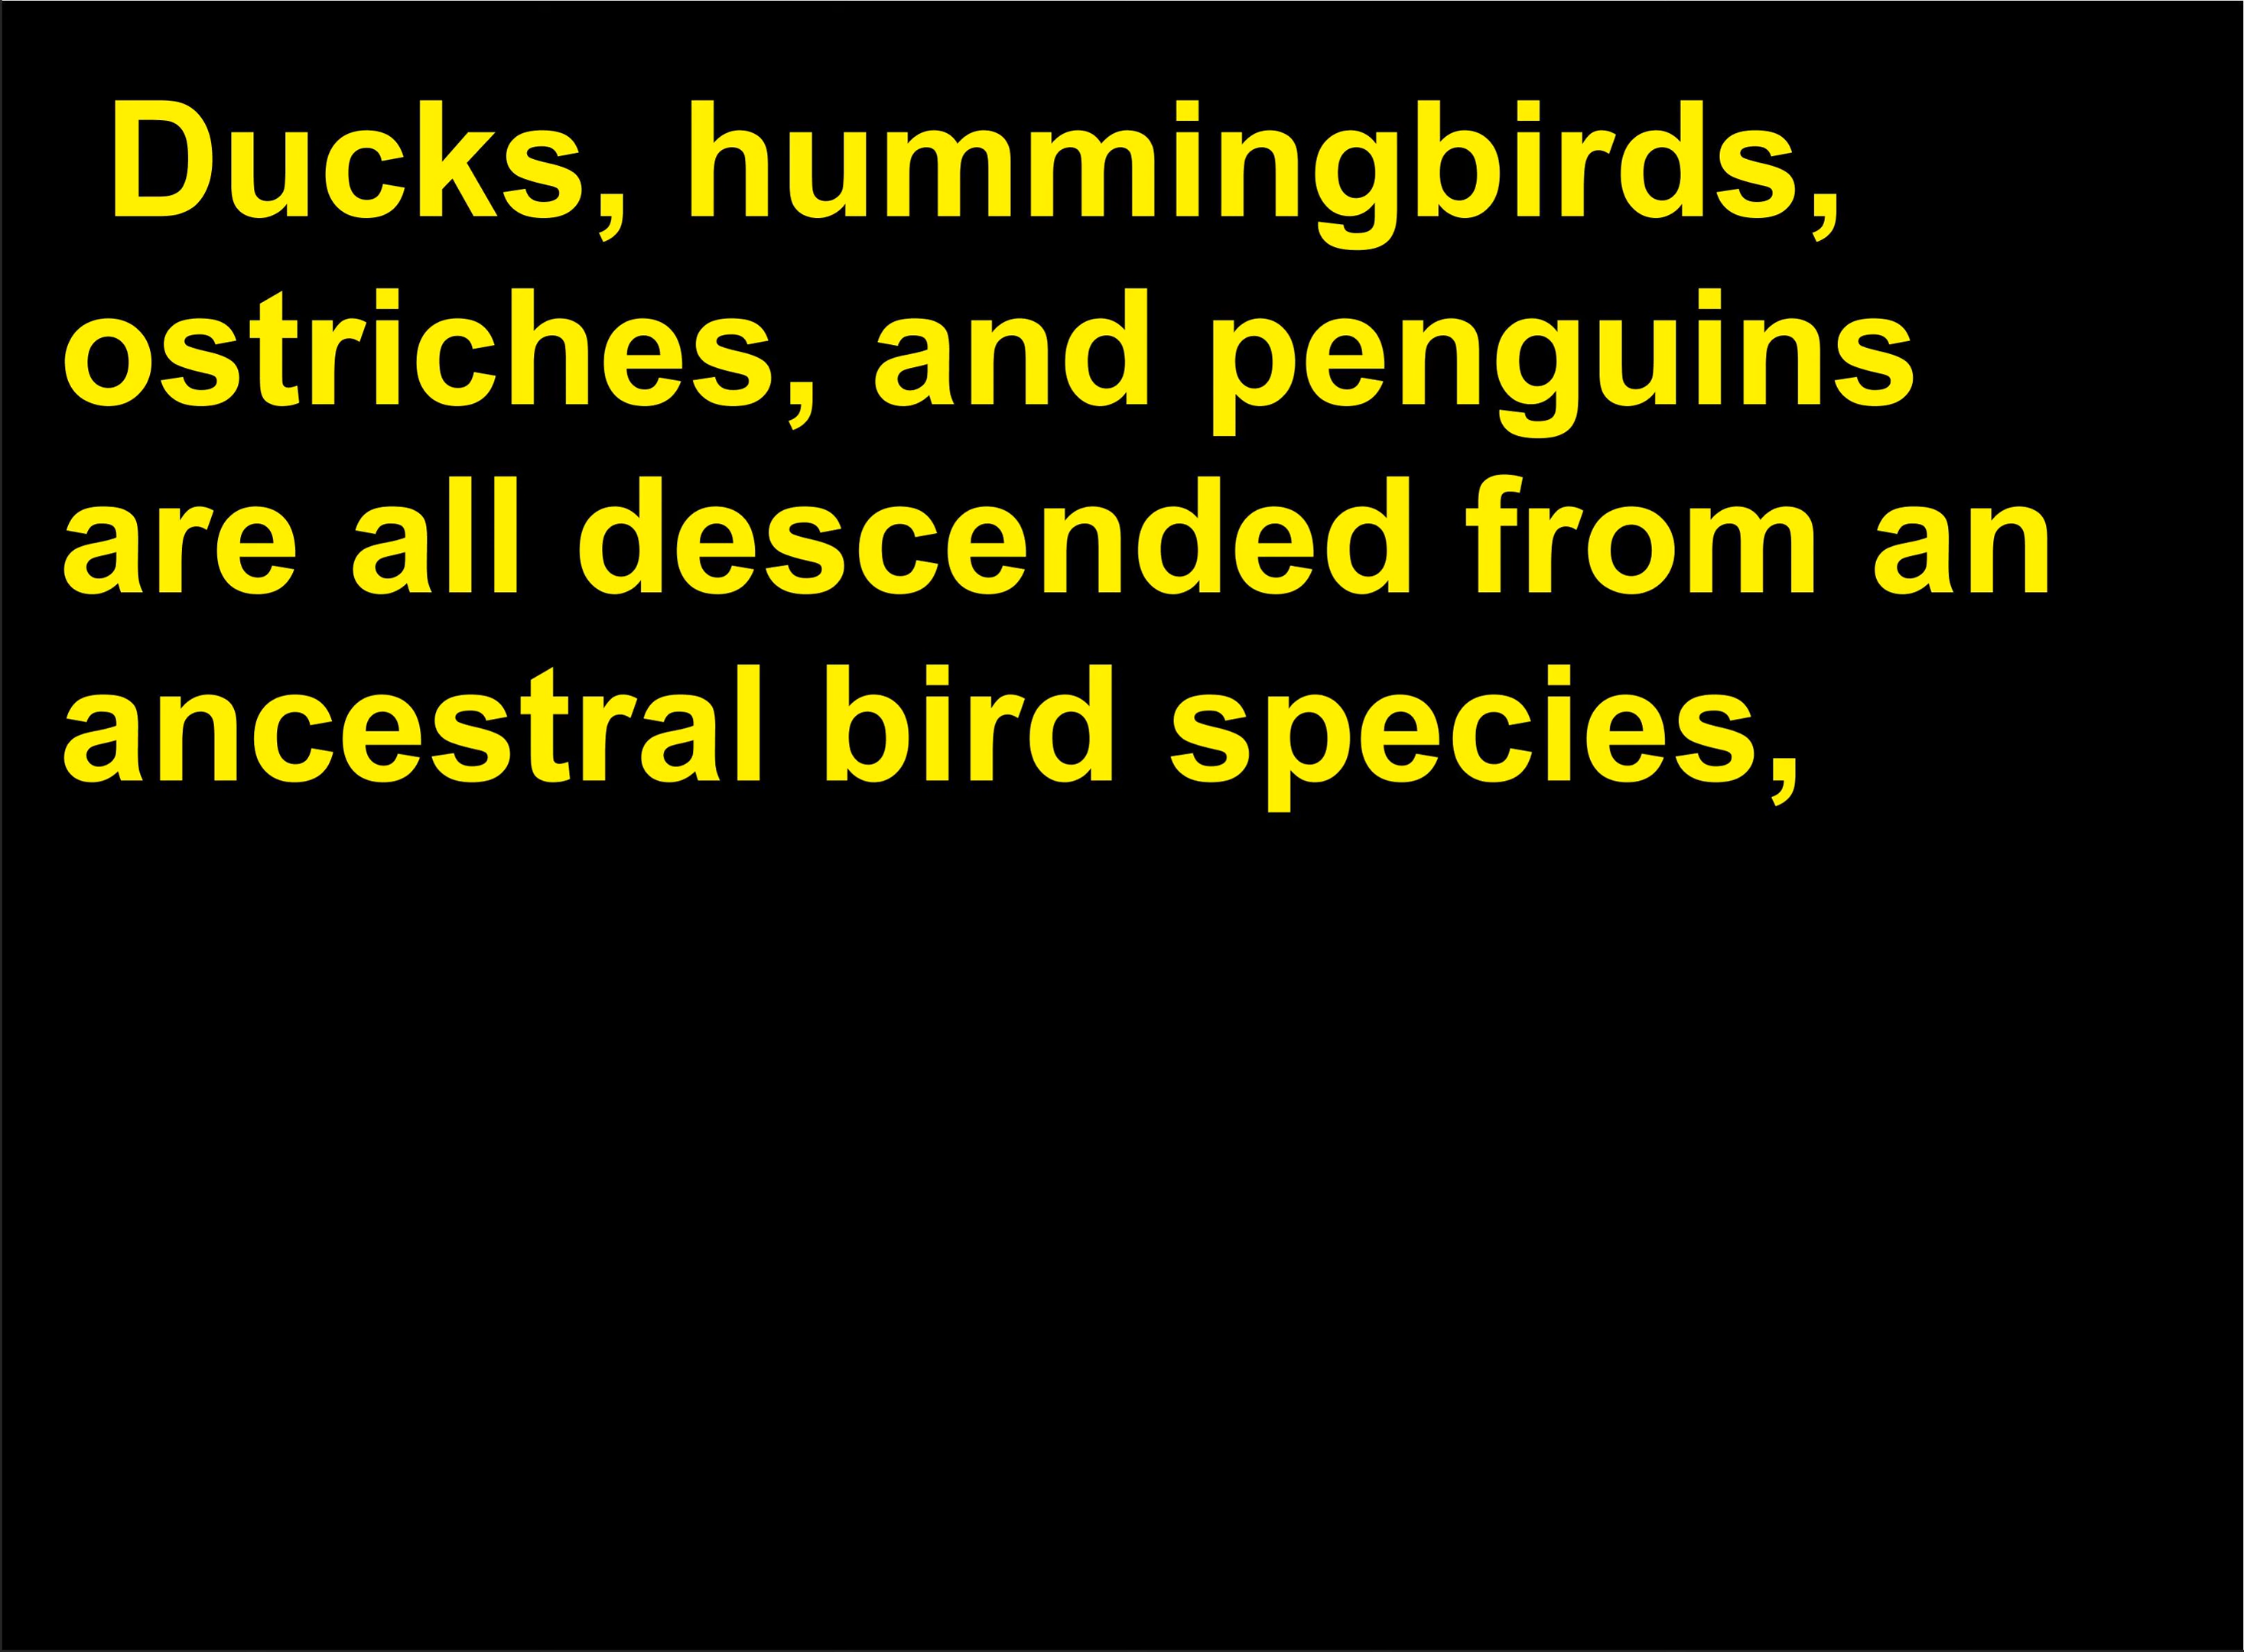 Ducks, hummingbirds,
ostriches, and penguins
are all descended from an
ancestral bird species,